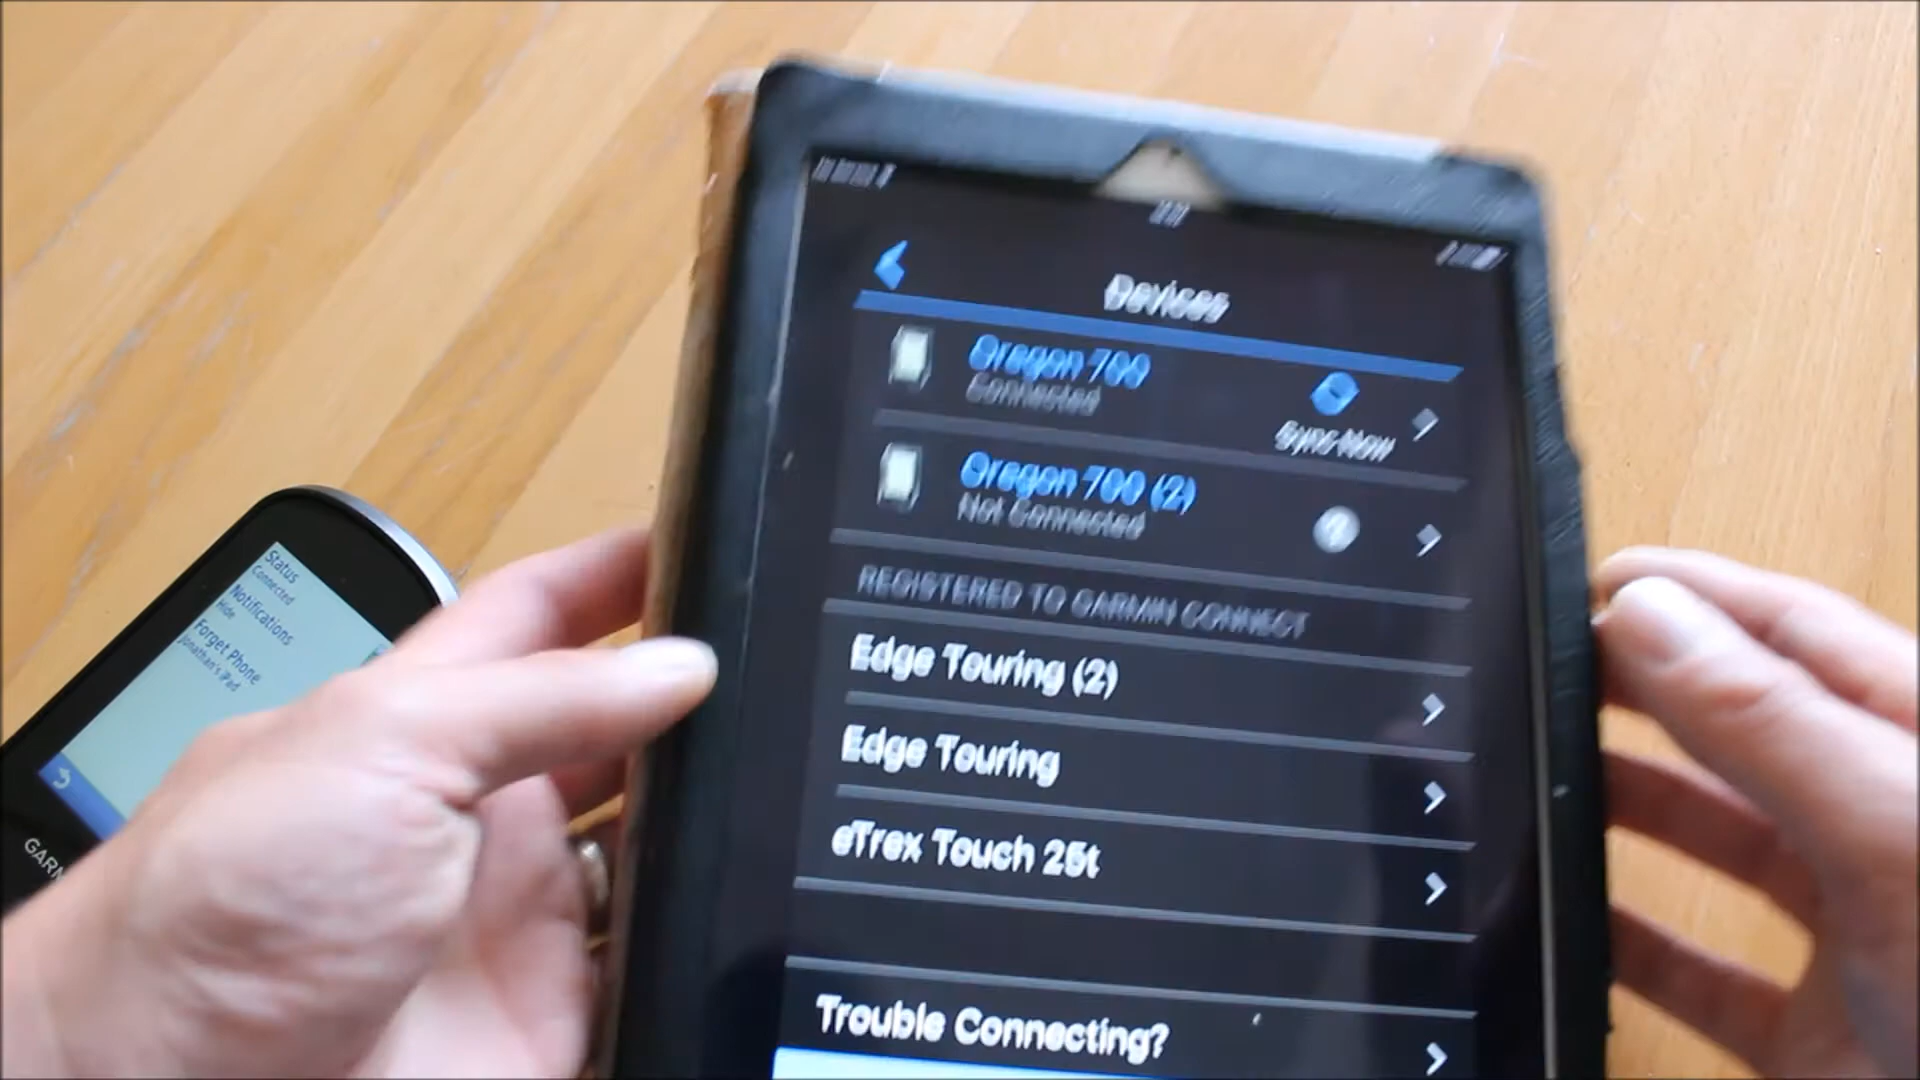 Devices
Oregon 700
Connected
Sync Now
Oregon 700 (2)
Not Connected
REGISTERED TO GARMIN CONNECT
Edge Touring (2)
Edge Touring
eTrex Touch 25t
Trouble Connecting?
Status
Connected
Notifications
Hide
Forget Phone
Jonathan's iPad
GARM